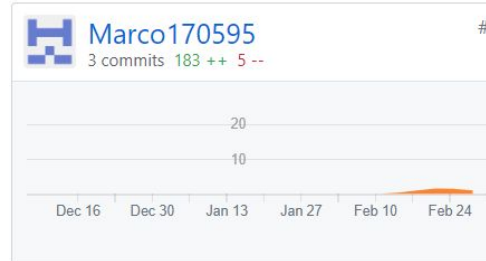 Marco170595
#
3 commits 183 ++ 5 --
20
10
Dec 16 Dec 30 Jan 13 Jan 27 Feb 10 Feb 24